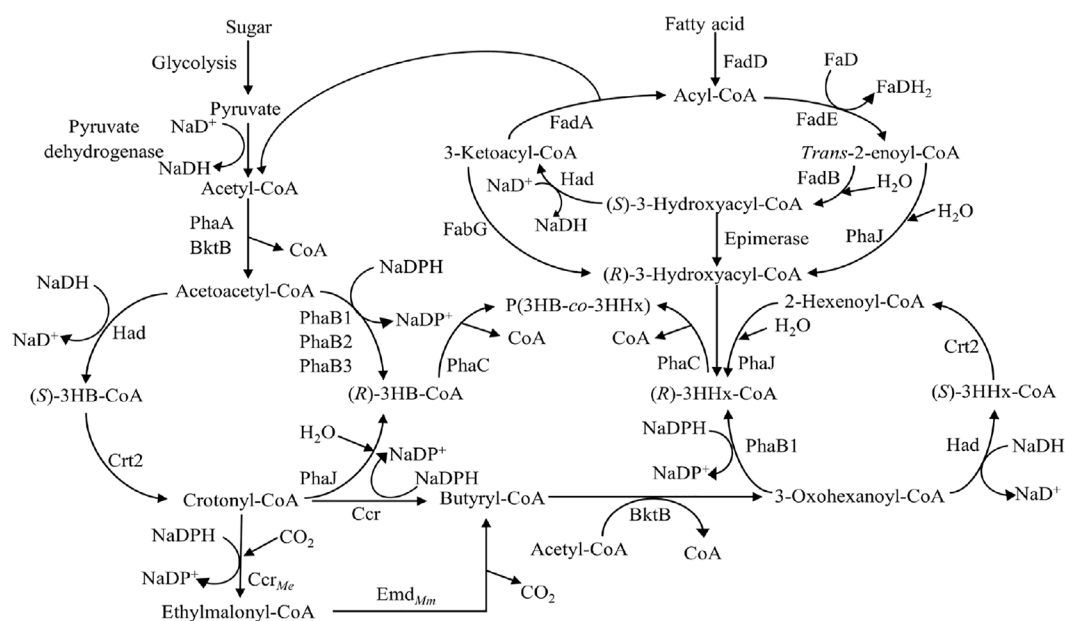 Sugar
Fatty acid
Glycolysis
FadD
FaD
Pyruvate
Acyl-CoA
FaDH2
NaD+
FadA
FadE
Pyruvate
dehydrogenase
3-Ketoacyl-CoA
Trans-2-enoyl-CoA
NaDH
Acetyl-CoA
NaD+
Had
FadB
H2O
(S)-3-Hydroxyacyl-CoA
PhaA
BktB
CoA
FabG
NaDH
Epimerase
PhaJ
H2O
NaDH
NaDPH
(R)-3-Hydroxyacyl-CoA
Acetoacetyl-CoA
P(3HB-co-3HHx)
2-Hexenoyl-CoA
NaD+
Had
PhaB1
PhaB2
PhaB3
NaDP+
CoA
CoA
H2O
PhaC
PhaC
PhaJ
Crt2
(S)-3HB-CoA
(R)-3HB-CoA
(R)-3HHx-CoA
(S)-3HHx-CoA
H2O
NaDPH
PhaB1
Had
NaDH
Crt2
NaDP+
NaDP+
PhaJ
NaDPH
NaD+
Crotonyl-CoA
Butyryl-CoA
3-Oxohexanoyl-CoA
Ccr
BktB
NaDPH
CO2
Acetyl-CoA
CoA
NaDP+
CcrMe
EmdMm
CO2
Ethylmalonyl-CoA